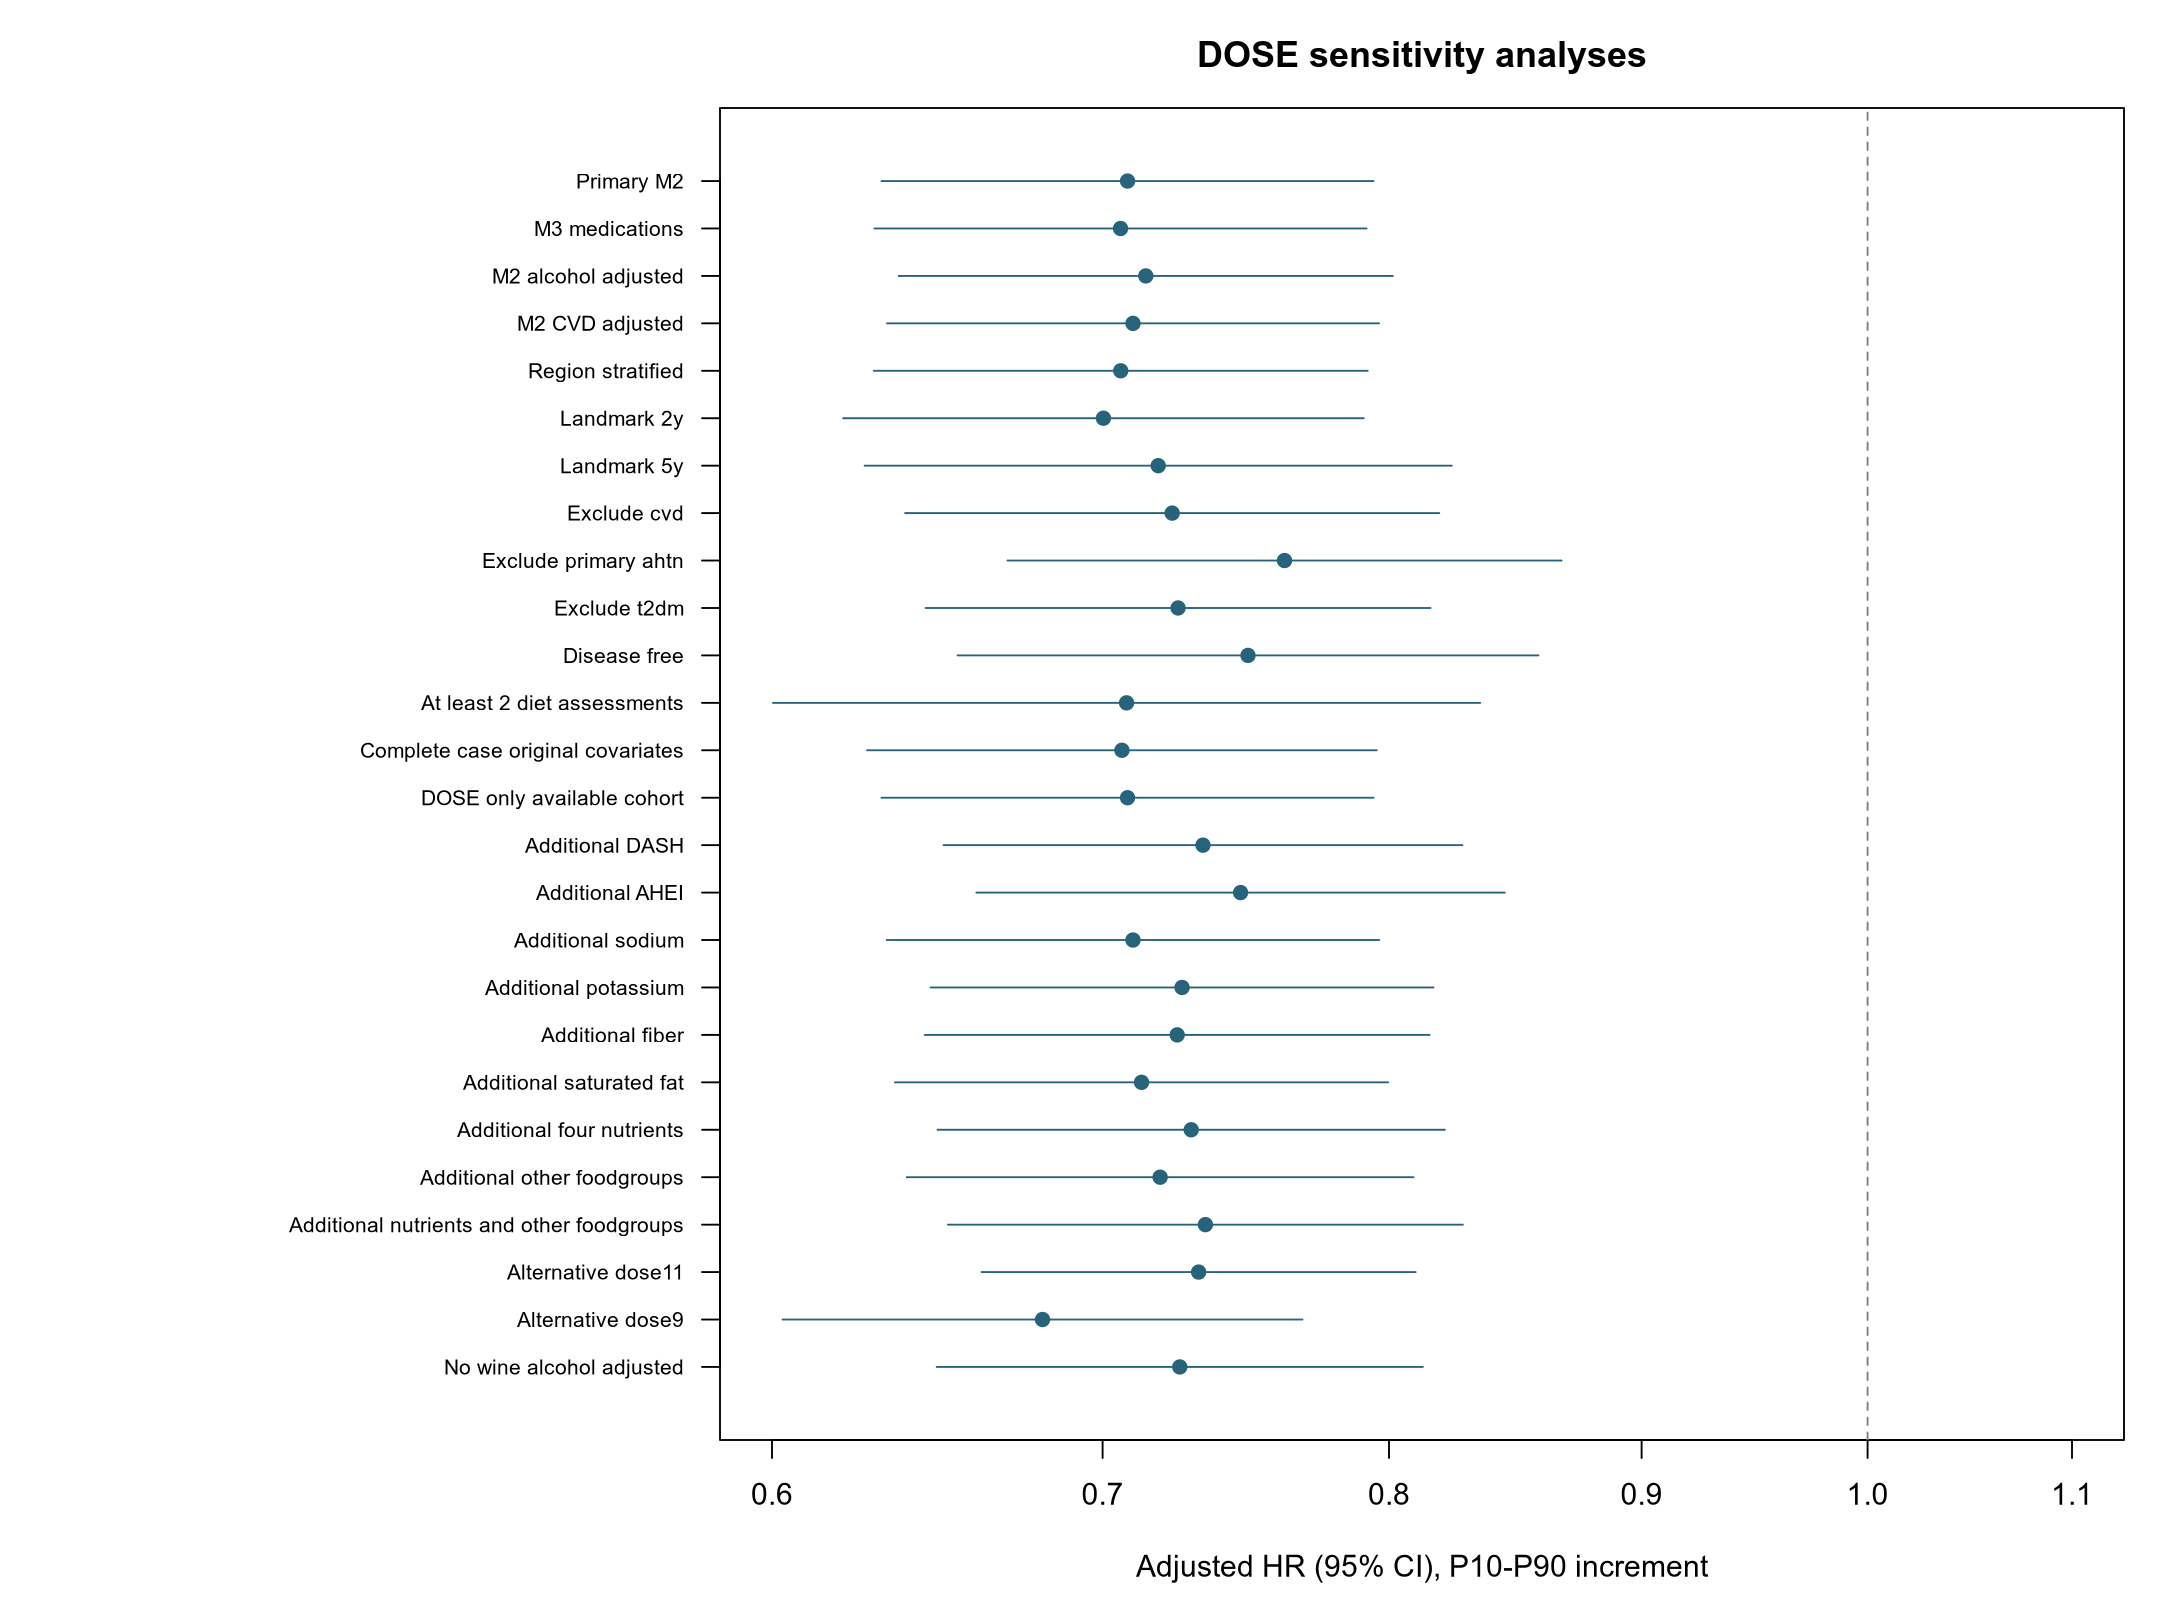 DOSE sensitivity analyses
Primary M2
M3 medications
M2 alcohol adjusted
M2 CVD adjusted
Region stratified
Landmark 2y
Landmark 5y
Exclude cvd
Exclude primary ahtn
Exclude t2dm
Disease free
At least 2 diet assessments
Complete case original covariates
DOSE only available cohort
Additional DASH
Additional AHEI
Additional sodium
Additional potassium
Additional fiber
Additional saturated fat
Additional four nutrients
Additional other foodgroups
Additional nutrients and other foodgroups
Alternative dose11
Alternative dose9
No wine alcohol adjusted
0.6 0.7 0.8 0.9 1.0 1.1
Adjusted HR (95% CI), P10-P90 increment